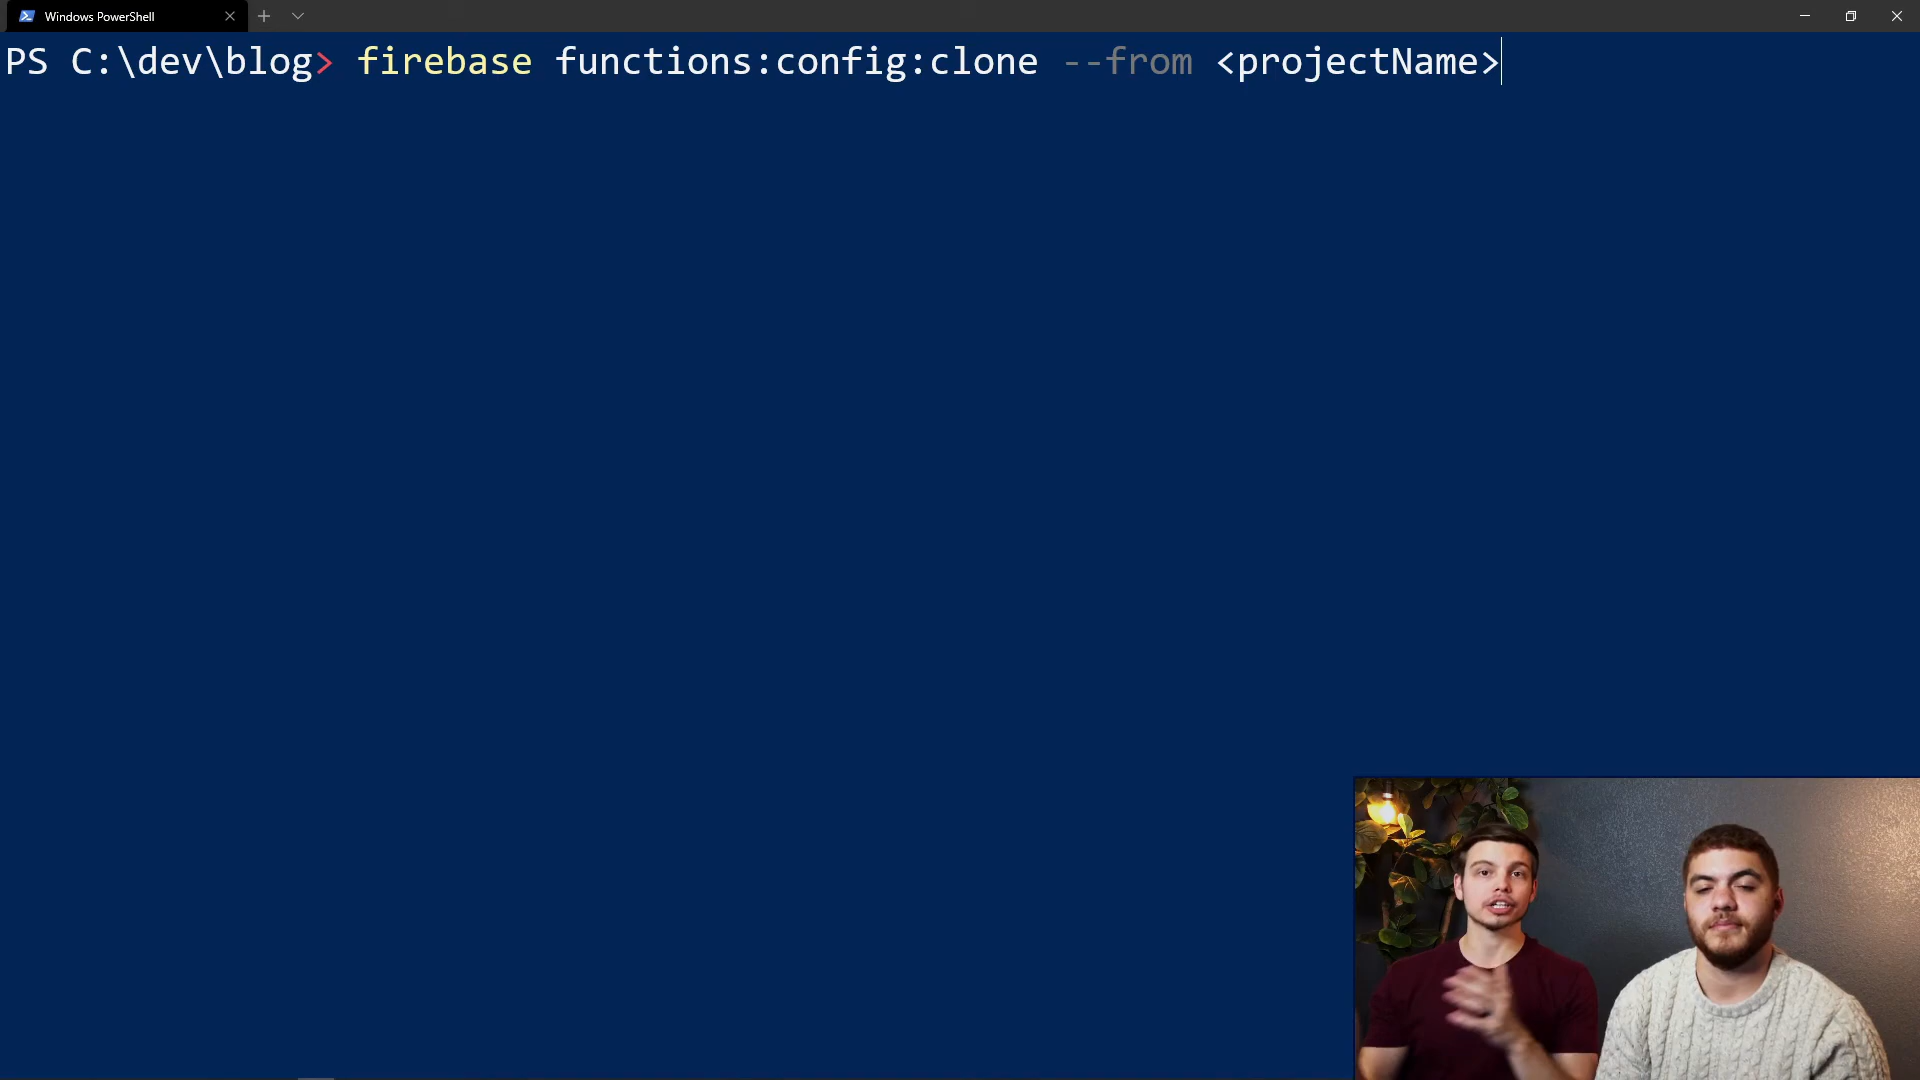 Windows PowerShell
PS C:\dev\blog> firebase functions:config:clone --from <projectName>